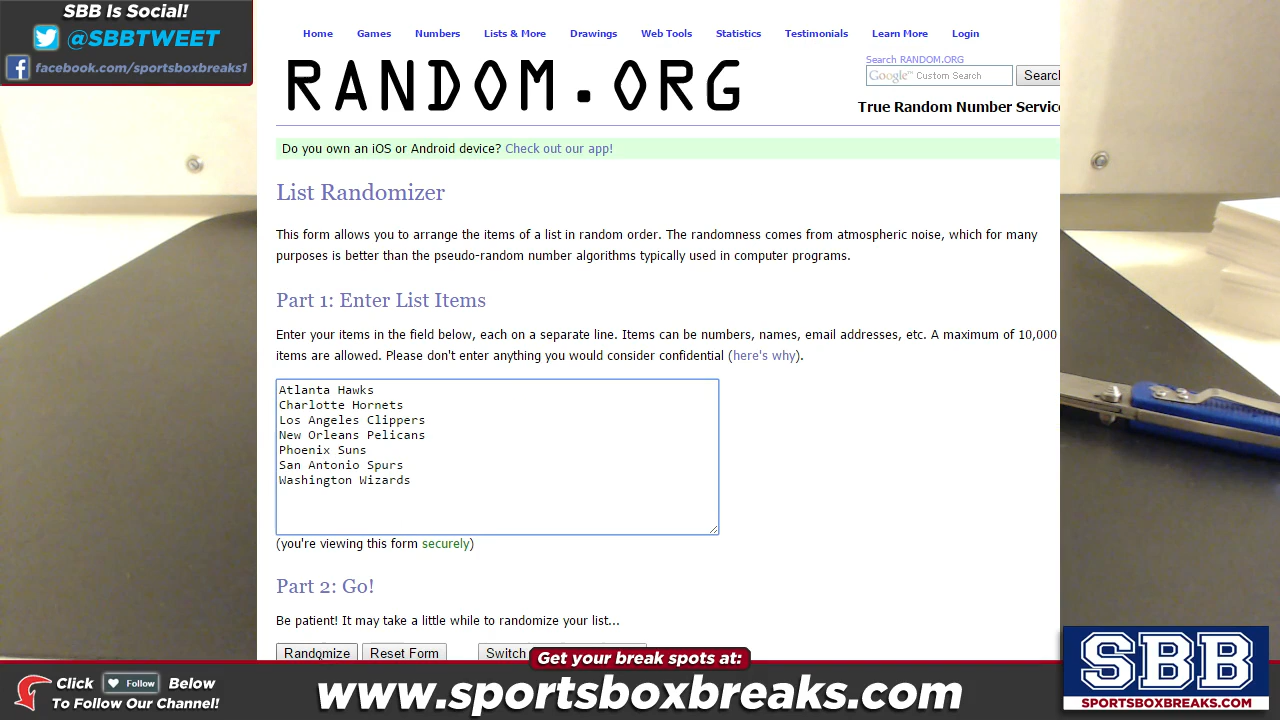 SBB Is Social!
@SBBTWEET
facebook.com/sportsboxbreaks1
Home Games Numbers Lists & More Drawings Web Tools Statistics Testimonials Learn More Login
RANDOM.ORG
Search RANDOM.ORG
Google™ Custom Search Search
True Random Number Servic
Do you own an iOS or Android device? Check out our app!
List Randomizer
This form allows you to arrange the items of a list in random order. The randomness comes from atmospheric noise, which for many
purposes is better than the pseudo-random number algorithms typically used in computer programs.
Part 1: Enter List Items
Enter your items in the field below, each on a separate line. Items can be numbers, names, email addresses, etc. A maximum of 10,000
items are allowed. Please don't enter anything you would consider confidential (here's why).
Atlanta Hawks
Charlotte Hornets
Los Angeles Clippers
New Orleans Pelicans
Phoenix Suns
San Antonio Spurs
Washington Wizards
(you're viewing this form securely)
Part 2: Go!
Be patient! It may take a little while to randomize your list...
Randomize Reset Form Switch
Get your break spots at:
www.sportsboxbreaks.com
Click Follow Below
To Follow Our Channel!
SBB
SPORTSBOXBREAKS.COM